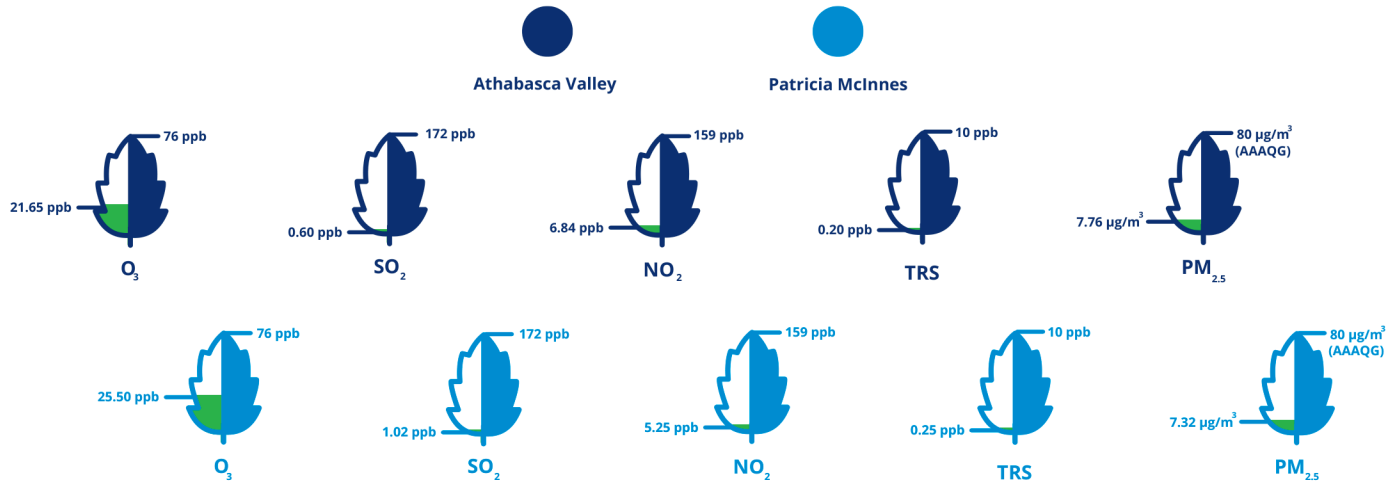 Athabasca Valley
Patricia McInnes
76 ppb
172 ppb
159 ppb
10 ppb
80 µg/m³
(AAAQG)
21.65 ppb
0.60 ppb
6.84 ppb
0.20 ppb
7.76 µg/m³
O₃
SO₂
NO₂
TRS
PM₂.₅
76 ppb
172 ppb
159 ppb
10 ppb
80 µg/m³
(AAAQG)
25.50 ppb
1.02 ppb
5.25 ppb
0.25 ppb
7.32 µg/m³
O₃
SO₂
NO₂
TRS
PM₂.₅